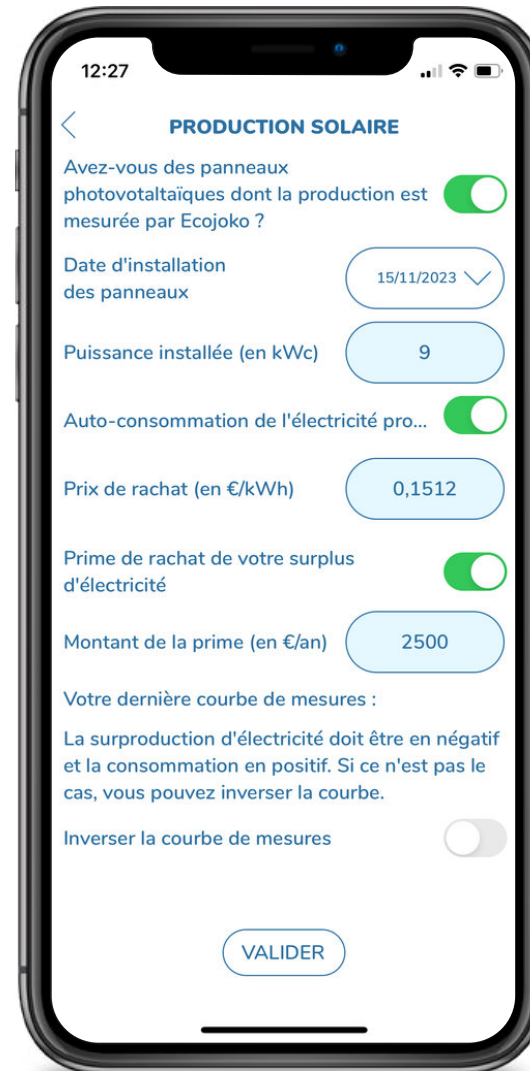 12:27
PRODUCTION SOLAIRE
Avez-vous des panneaux
photovotaltaïques dont la production est
mesurée par Ecojoko ?
Date d'installation
des panneaux
15/11/2023
Puissance installée (en kWc)
9
Auto-consommation de l'électricité pro...
Prix de rachat (en €/kWh)
0,1512
Prime de rachat de votre surplus
d'électricité
Montant de la prime (en €/an)
2500
Votre dernière courbe de mesures :
La surproduction d'électricité doit être en négatif
et la consommation en positif. Si ce n'est pas le
cas, vous pouvez inverser la courbe.
Inverser la courbe de mesures
VALIDER